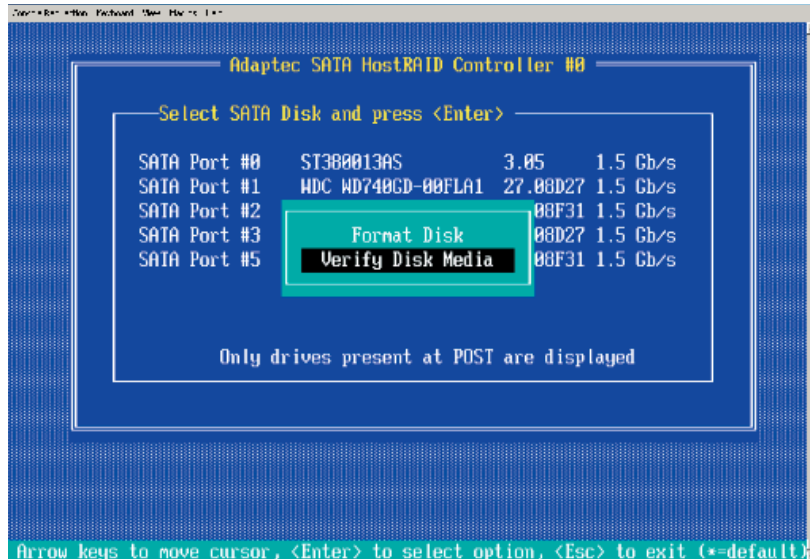 Adaptec SATA HostRAID Controller #0
Select SATA Disk and press <Enter>
SATA Port #0 ST380013AS 3.05 1.5 Gb/s
SATA Port #1 WDC WD740GD-00FLA1 27.08D27 1.5 Gb/s
SATA Port #2 08F31 1.5 Gb/s
SATA Port #3 Format Disk 08D27 1.5 Gb/s
SATA Port #5 Verify Disk Media 08F31 1.5 Gb/s
Only drives present at POST are displayed
Arrow keys to move cursor, <Enter> to select option, <Esc> to exit (*=default)